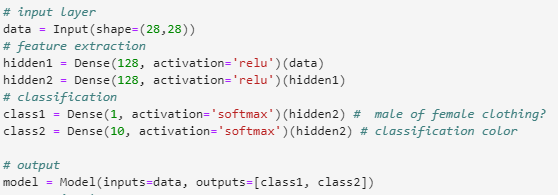 # input layer
data = Input(shape=(28,28))
# feature extraction
hidden1 = Dense(128, activation='relu')(data)
hidden2 = Dense(128, activation='relu')(hidden1)
# classification
class1 = Dense(1, activation='softmax')(hidden2) #  male of female clothing?
class2 = Dense(10, activation='softmax')(hidden2) # classification color

# output
model = Model(inputs=data, outputs=[class1, class2])